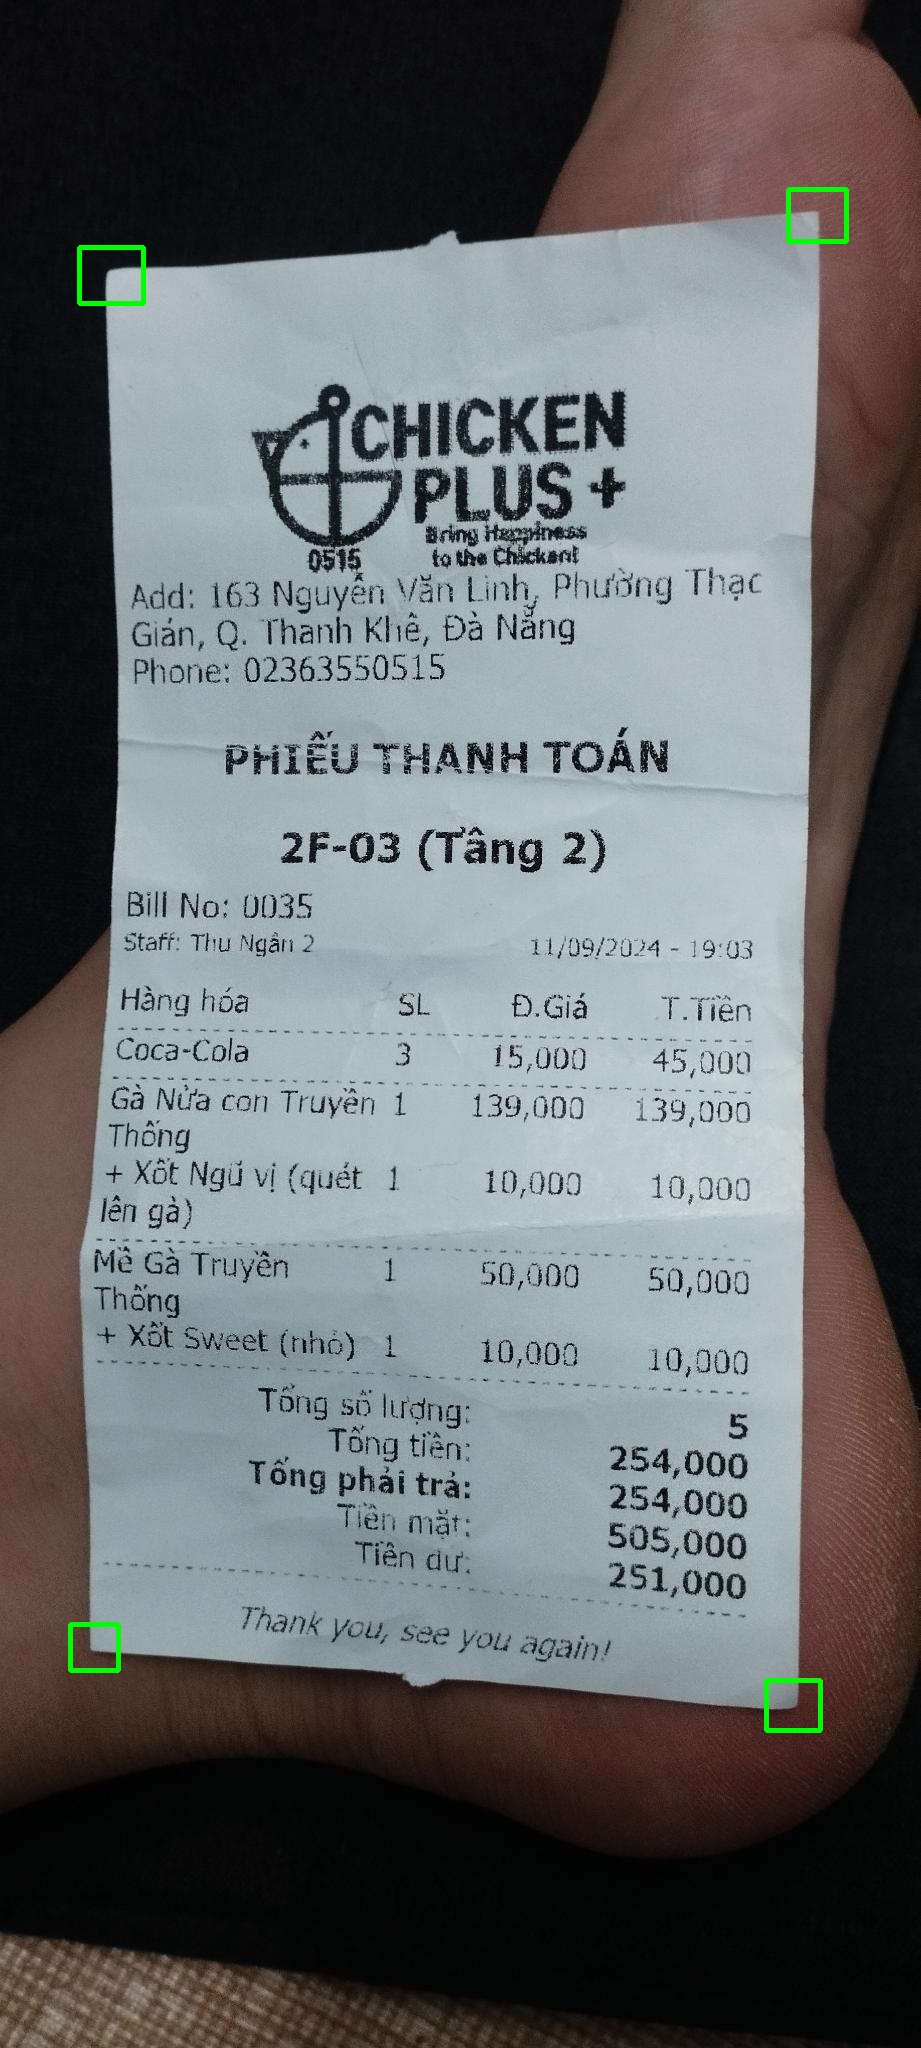 CHICKEN
PLUS +
Bring Happiness
to the Chicken!
0515
Add: 163 Nguyễn Văn Linh, Phường Thạc
Gián, Q. Thanh Khê, Đà Nẵng
Phone: 02363550515
PHIẾU THANH TOÁN
2F-03 (Tầng 2)
Bill No: 0035
Staff: Thu Ngân 2 11/09/2024 - 19:03
Hàng hóa SL Đ.Giá T.Tiền
Coca-Cola 3 15,000 45,000
Gà Nửa con Truyền 1 139,000 139,000
Thống
+ Xốt Ngũ vị (quét 1 10,000 10,000
lên gà)
Mề Gà Truyền 1 50,000 50,000
Thống
+ Xốt Sweet (nhỏ) 1 10,000 10,000
Tổng số lượng: 5
Tổng tiền: 254,000
Tổng phải trả: 254,000
Tiền mặt: 505,000
Tiền dư: 251,000
Thank you, see you again!